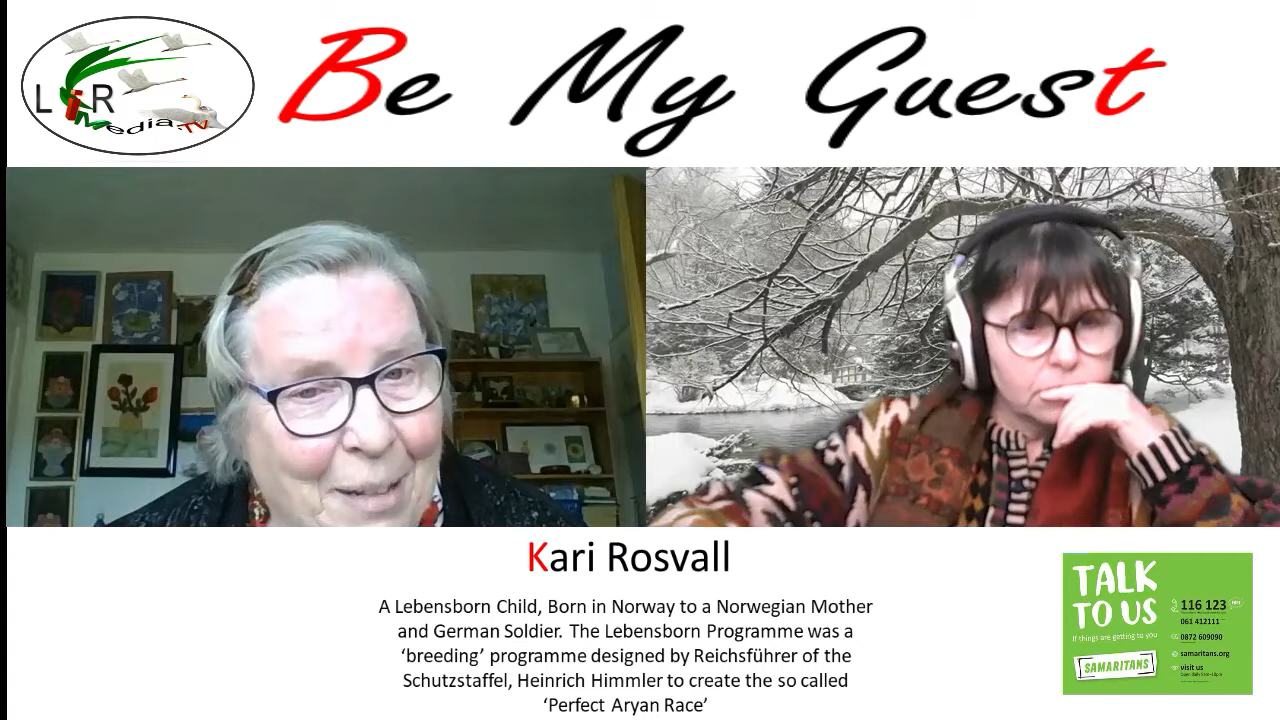 Be My Guest
L i R
Media.TV
Kari Rosvall
A Lebensborn Child, Born in Norway to a Norwegian Mother
and German Soldier. The Lebensborn Programme was a
‘breeding’ programme designed by Reichsführer of the
Schutzstaffel, Heinrich Himmler to create the so called
‘Perfect Aryan Race’
TALK
TO US
If things are getting to you
SAMARITANS
116 123
061 412111
0872 609090
samaritans.org
visit us